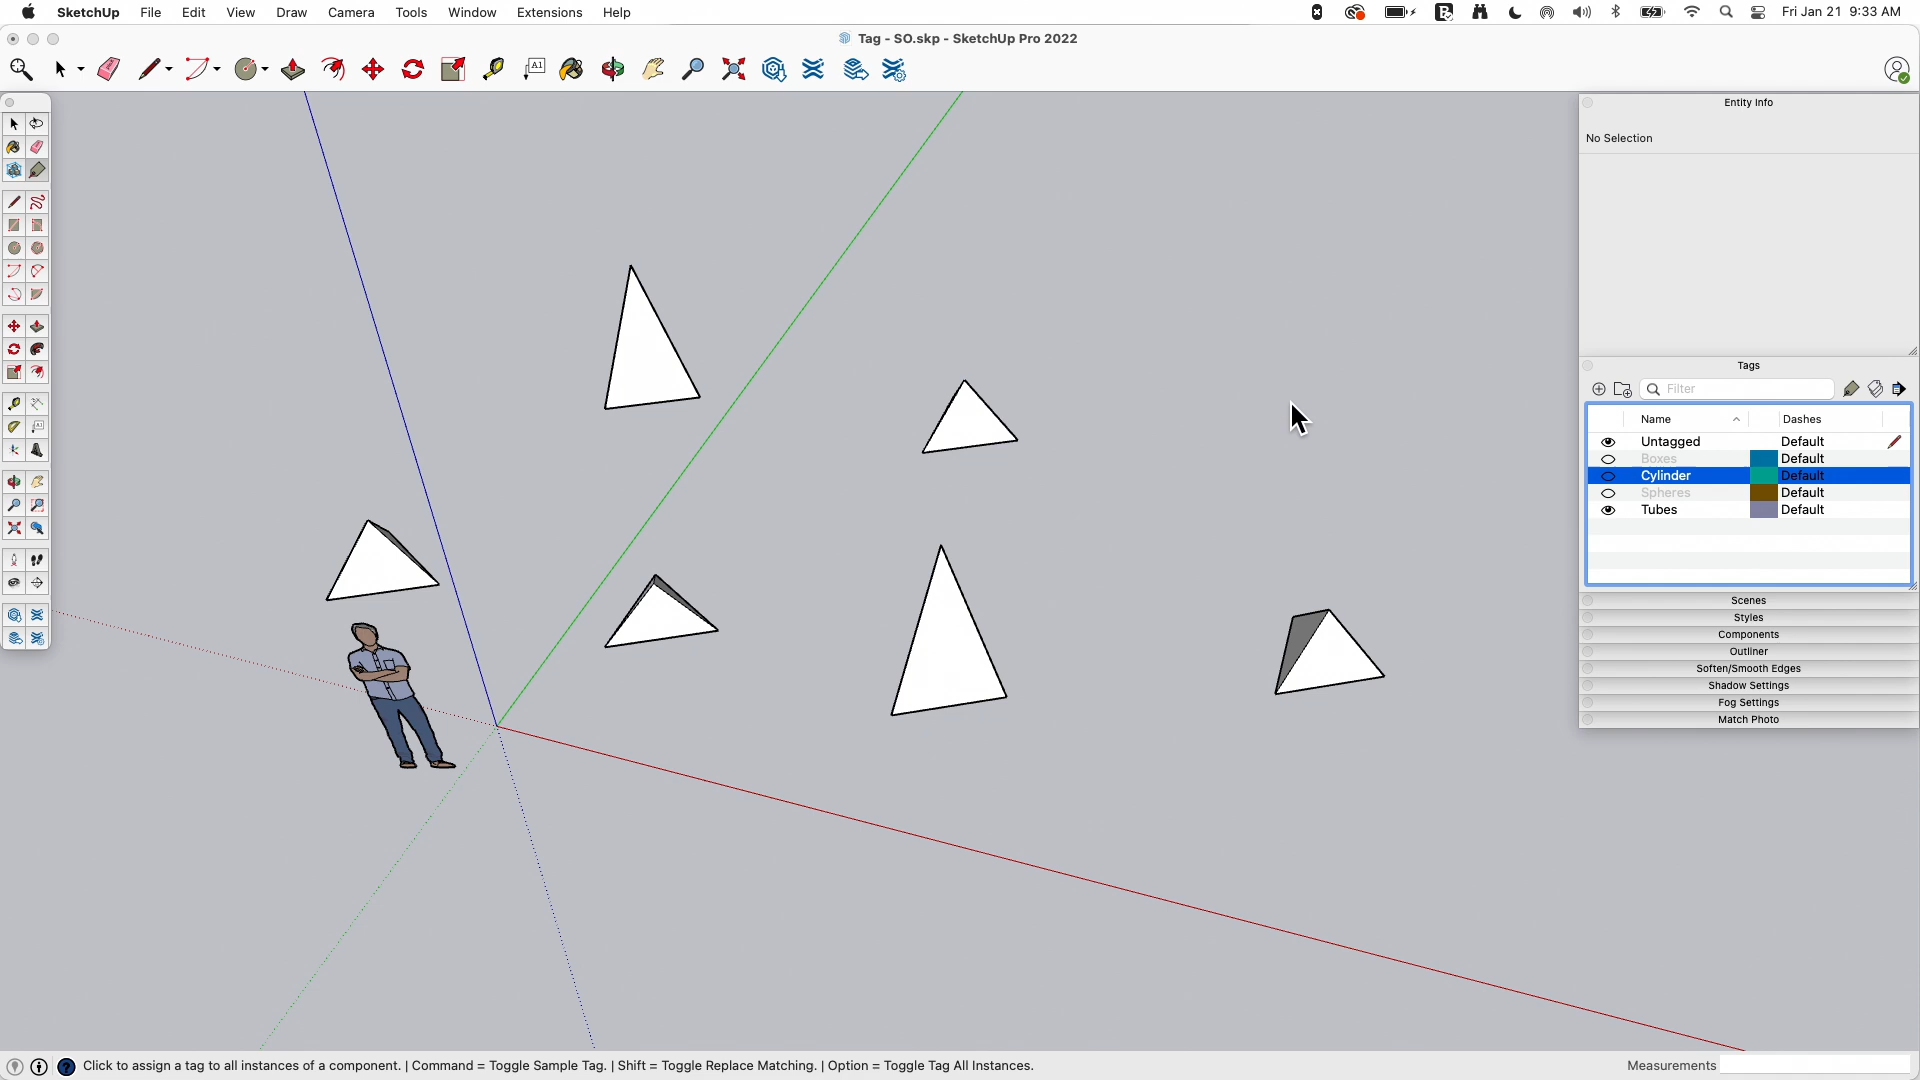 SketchUp File Edit View Draw Camera Tools Window Extensions Help Fri Jan 21 9:33 AM
Tag - SO.skp - SketchUp Pro 2022
A1
Entity Info
No Selection
Tags
Filter
Name Dashes
Untagged Default
Boxes Default
Cylinder Default
Spheres Default
Tubes Default
Scenes
Styles
Components
Outliner
Soften/Smooth Edges
Shadow Settings
Fog Settings
Match Photo
Click to assign a tag to all instances of a component. | Command = Toggle Sample Tag. | Shift = Toggle Replace Matching. | Option = Toggle Tag All Instances. Measurements